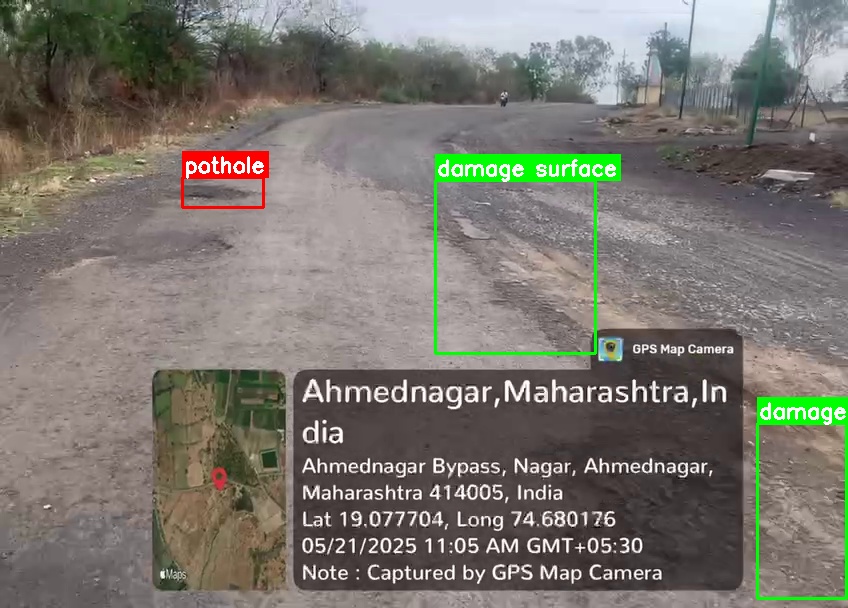 pothole
damage surface
GPS Map Camera
Ahmednagar,Maharashtra,In
dia
Ahmednagar Bypass, Nagar, Ahmednagar,
Maharashtra 414005, India
Lat 19.077704, Long 74.680176
05/21/2025 11:05 AM GMT+05:30
Note : Captured by GPS Map Camera
damage
Maps